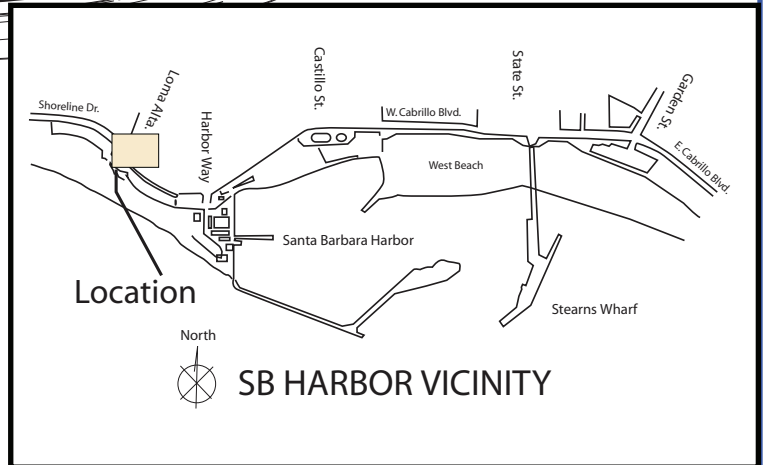 Shoreline Dr.
Loma Alta.
Harbor Way
Castillo St.
W. Cabrillo Blvd.
State St.
Garden St.
E. Cabrillo Blvd.
West Beach
Santa Barbara Harbor
Location
Stearns Wharf
North
SB HARBOR VICINITY